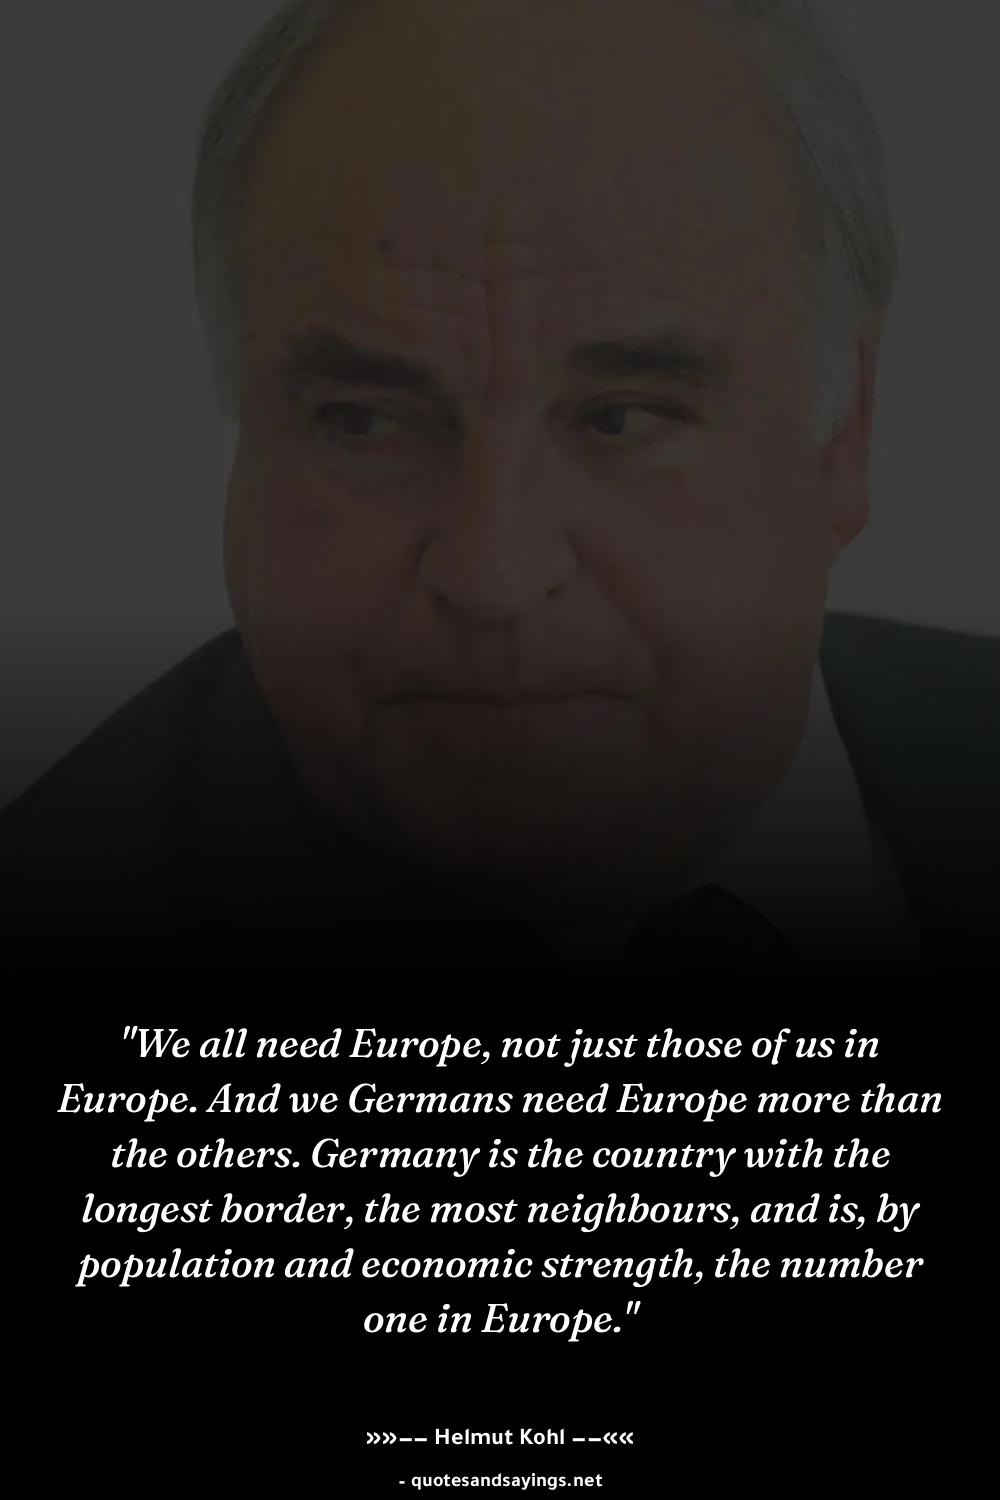 "We all need Europe, not just those of us in
Europe. And we Germans need Europe more than
the others. Germany is the country with the
longest border, the most neighbours, and is, by
population and economic strength, the number
one in Europe."
»»–– Helmut Kohl ––««
- quotesandsayings.net